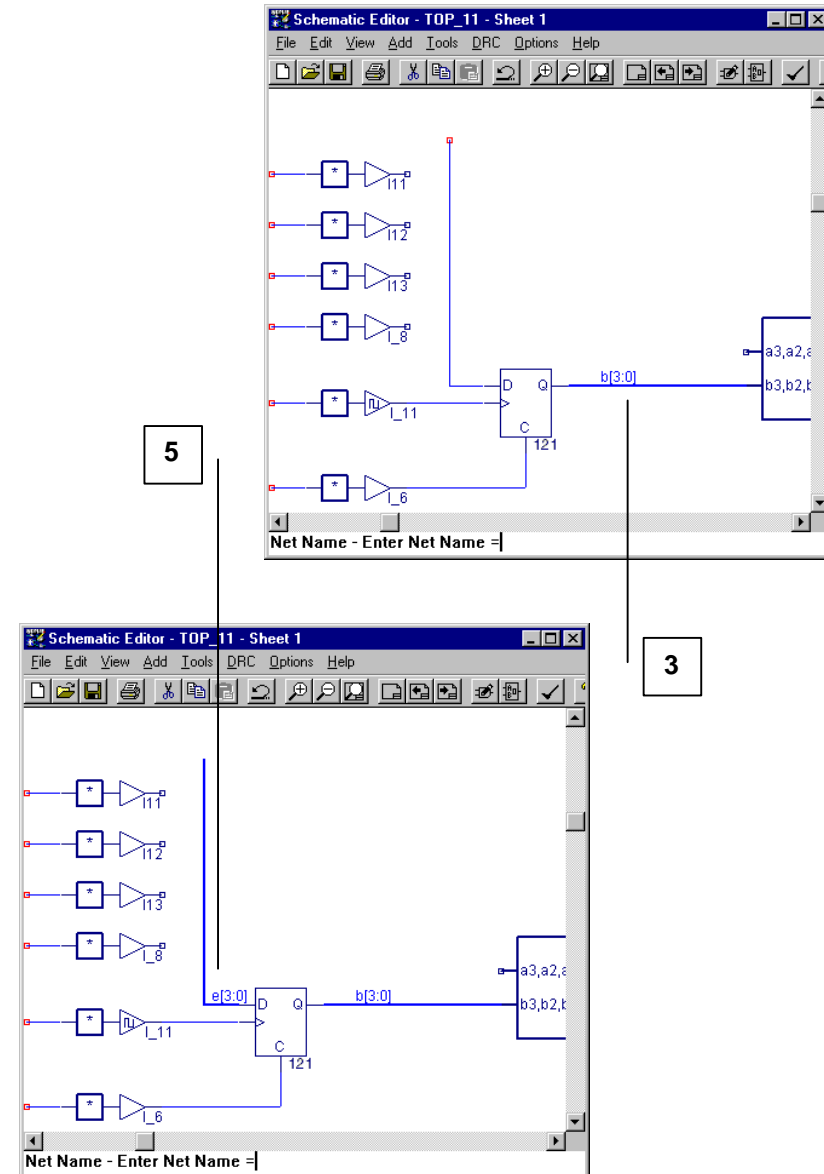 Schematic Editor - TOP_11 - Sheet 1
File Edit View Add Tools DRC Options Help
*
I11
*
I12
*
I13
*
I_8
a3,a2,a
D Q
b[3:0]
b3,b2,b
*
I_11
C
121
*
I_6
Net Name - Enter Net Name =
5
3
Schematic Editor - TOP_11 - Sheet 1
File Edit View Add Tools DRC Options Help
*
I11
*
I12
*
I13
*
I_8
a3,a2,a
e[3:0]
D Q
b[3:0]
b3,b2,b
*
I_11
C
121
*
I_6
Net Name - Enter Net Name =